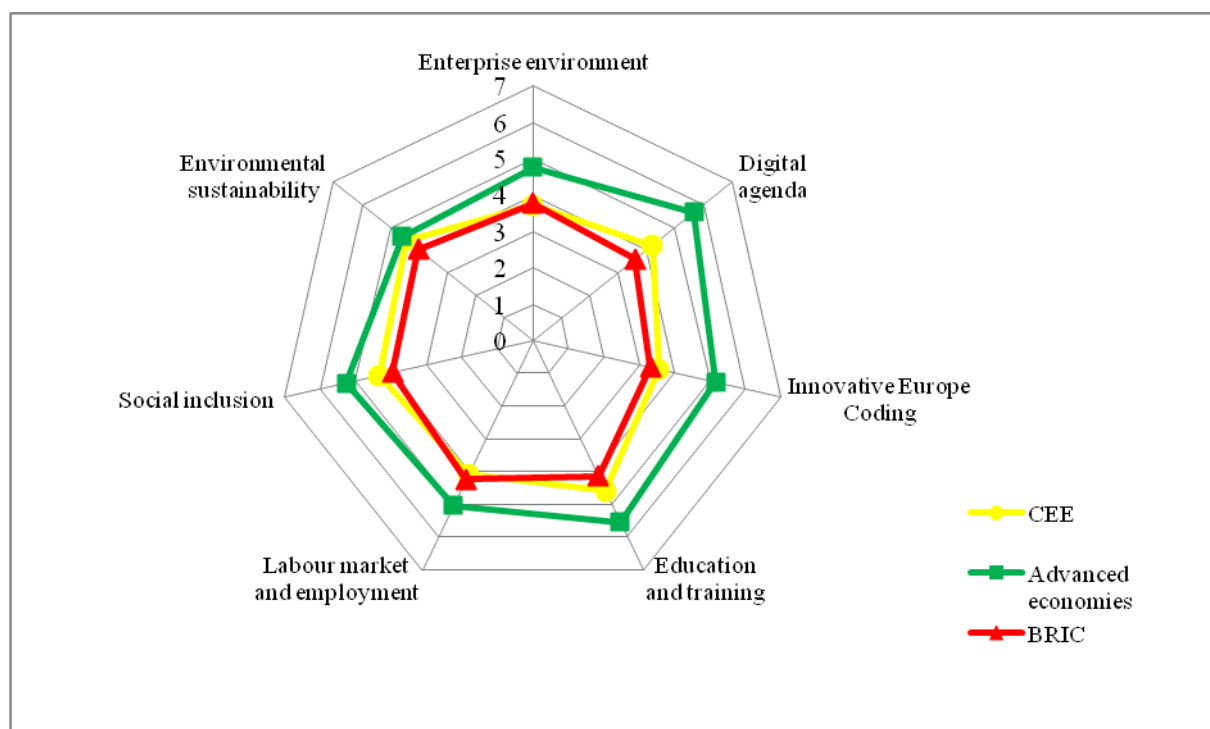 Enterprise environment
7
6
5
4
3
2
1
0
Digital
agenda
Innovative Europe
Coding
Education
and training
Labour market
and employment
Social inclusion
Environmental
sustainability
CEE
Advanced
economies
BRIC